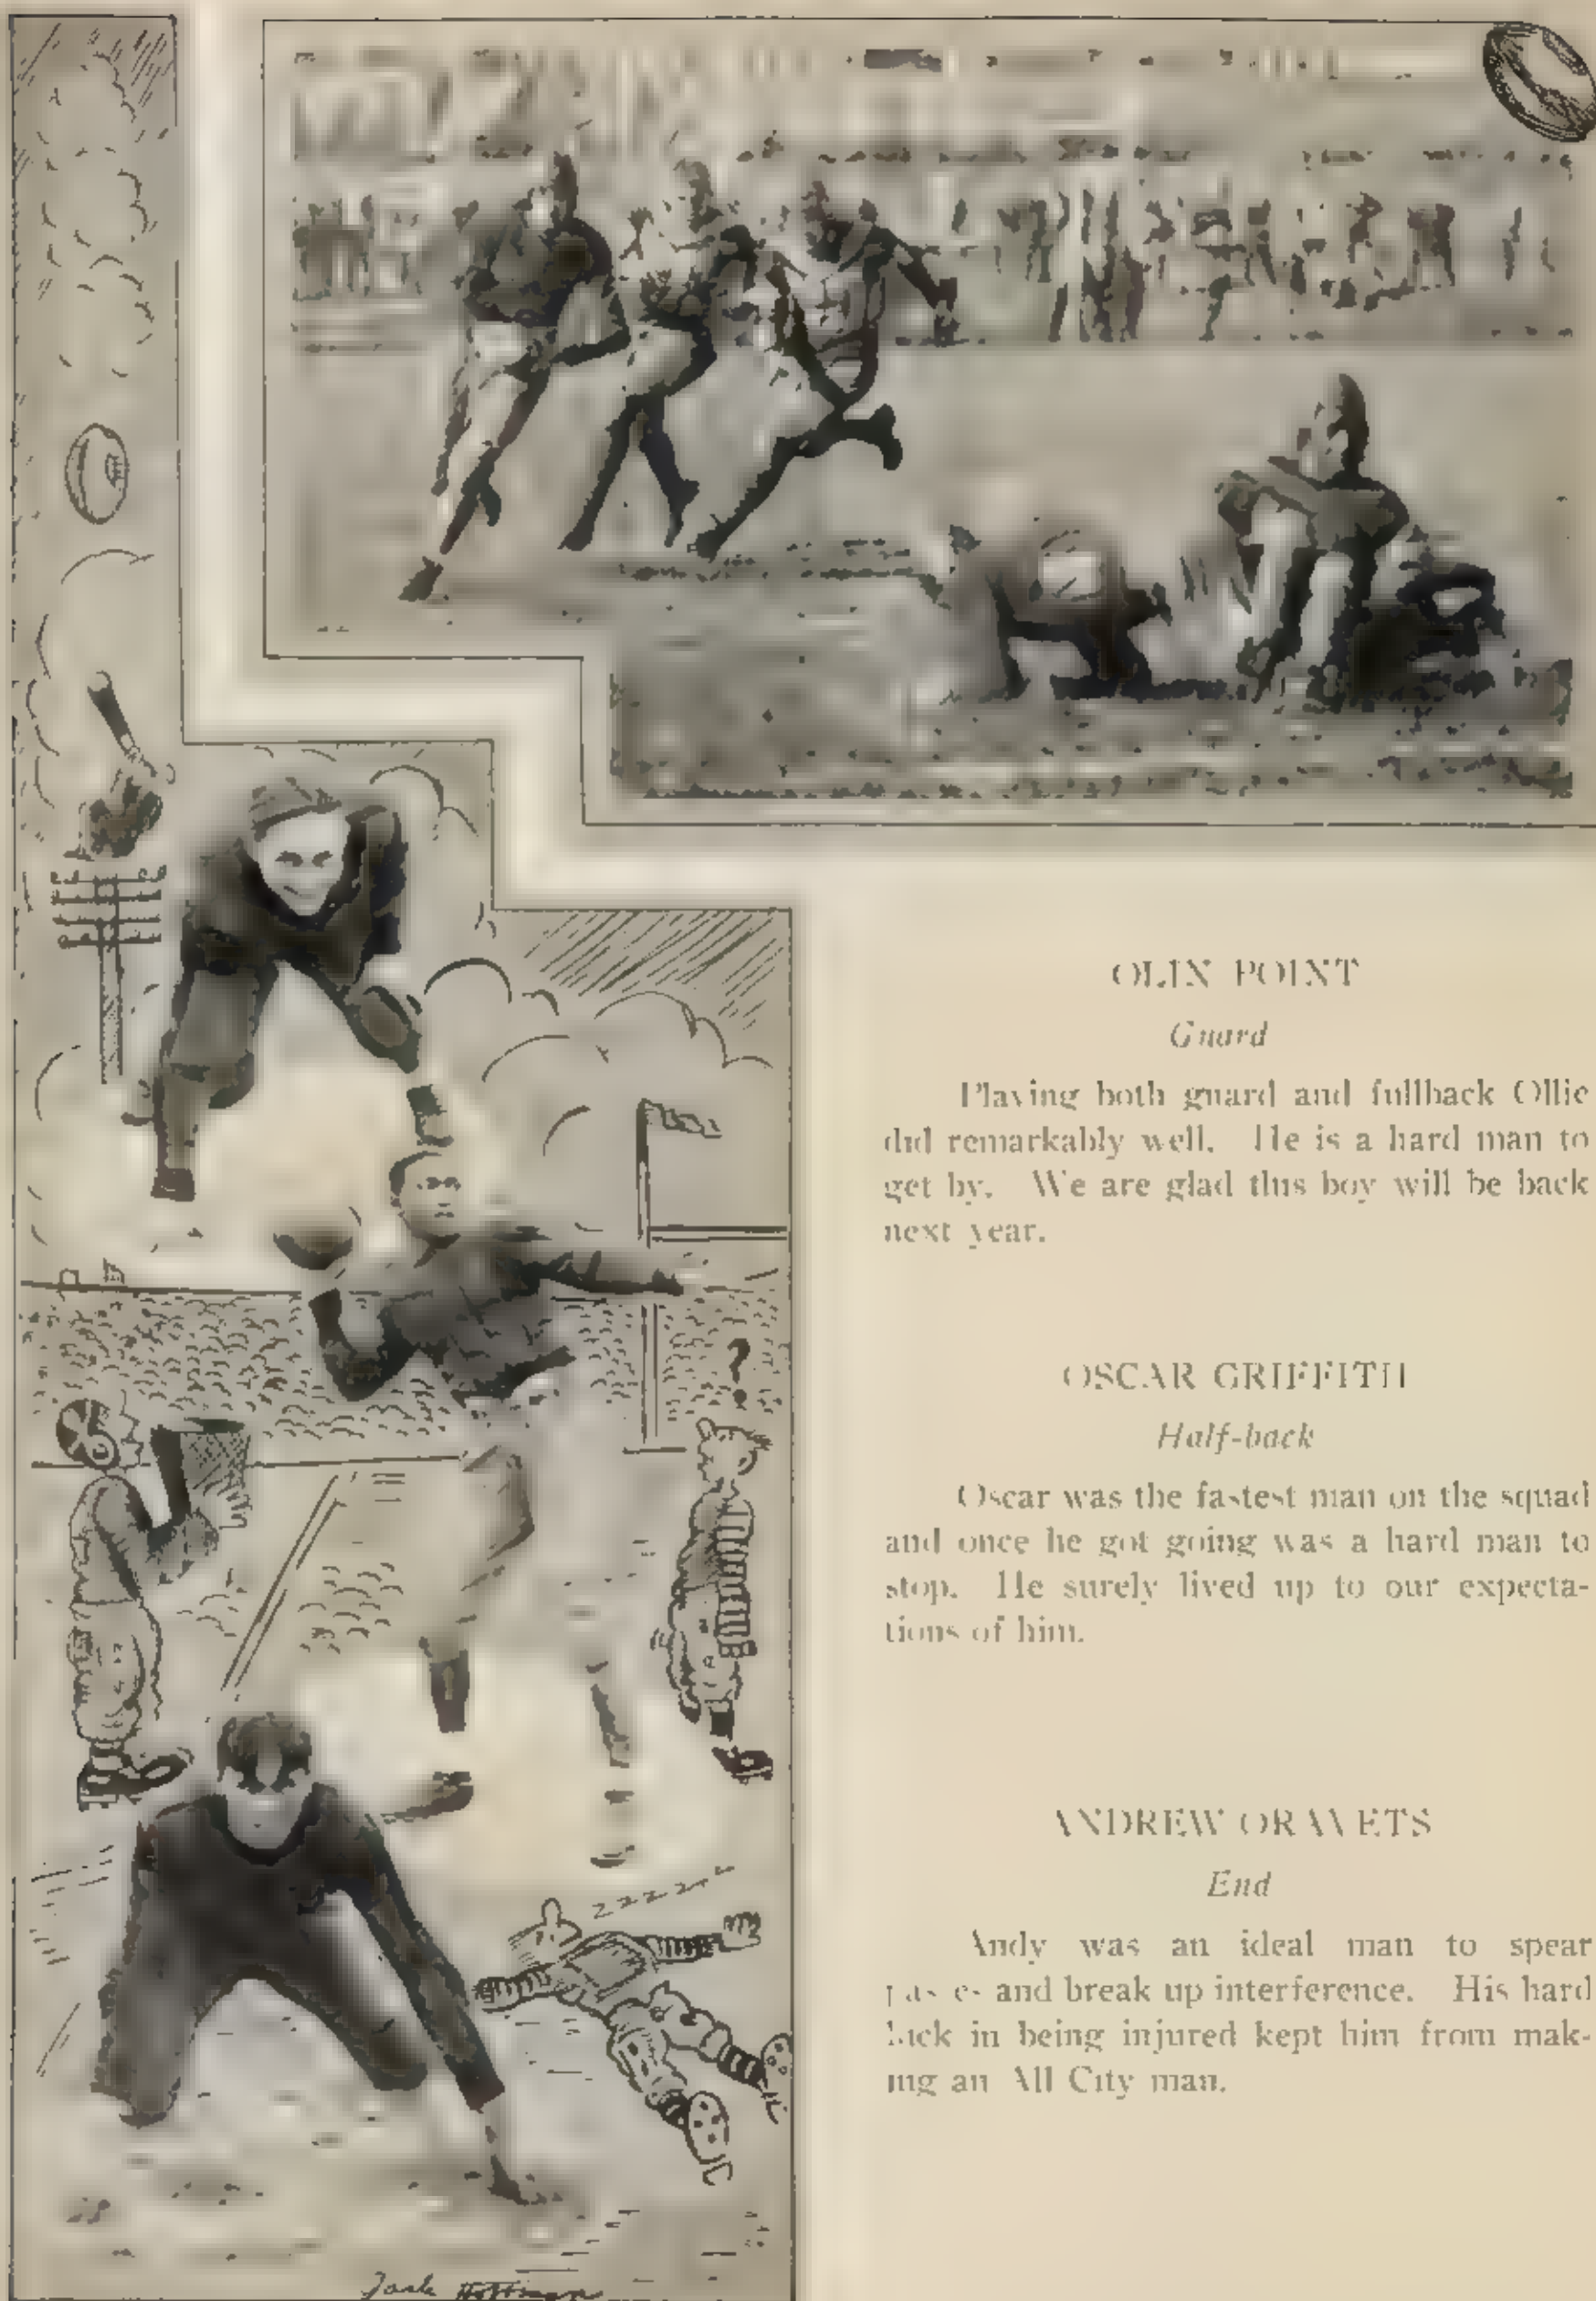 OLIN POINT
Guard
Playing both guard and fullback Ollie
did remarkably well. He is a hard man to
get by. We are glad this boy will be back
next year.
?
OSCAR GRIFFITH
Half-back
Oscar was the fastest man on the squad
and once he got going was a hard man to
stop. He surely lived up to our expecta-
tions of him.
ANDREW ORAVETS
End
zzzzz
Andy was an ideal man to spear
passes and break up interference. His hard
luck in being injured kept him from mak-
ing an All City man.
Jack